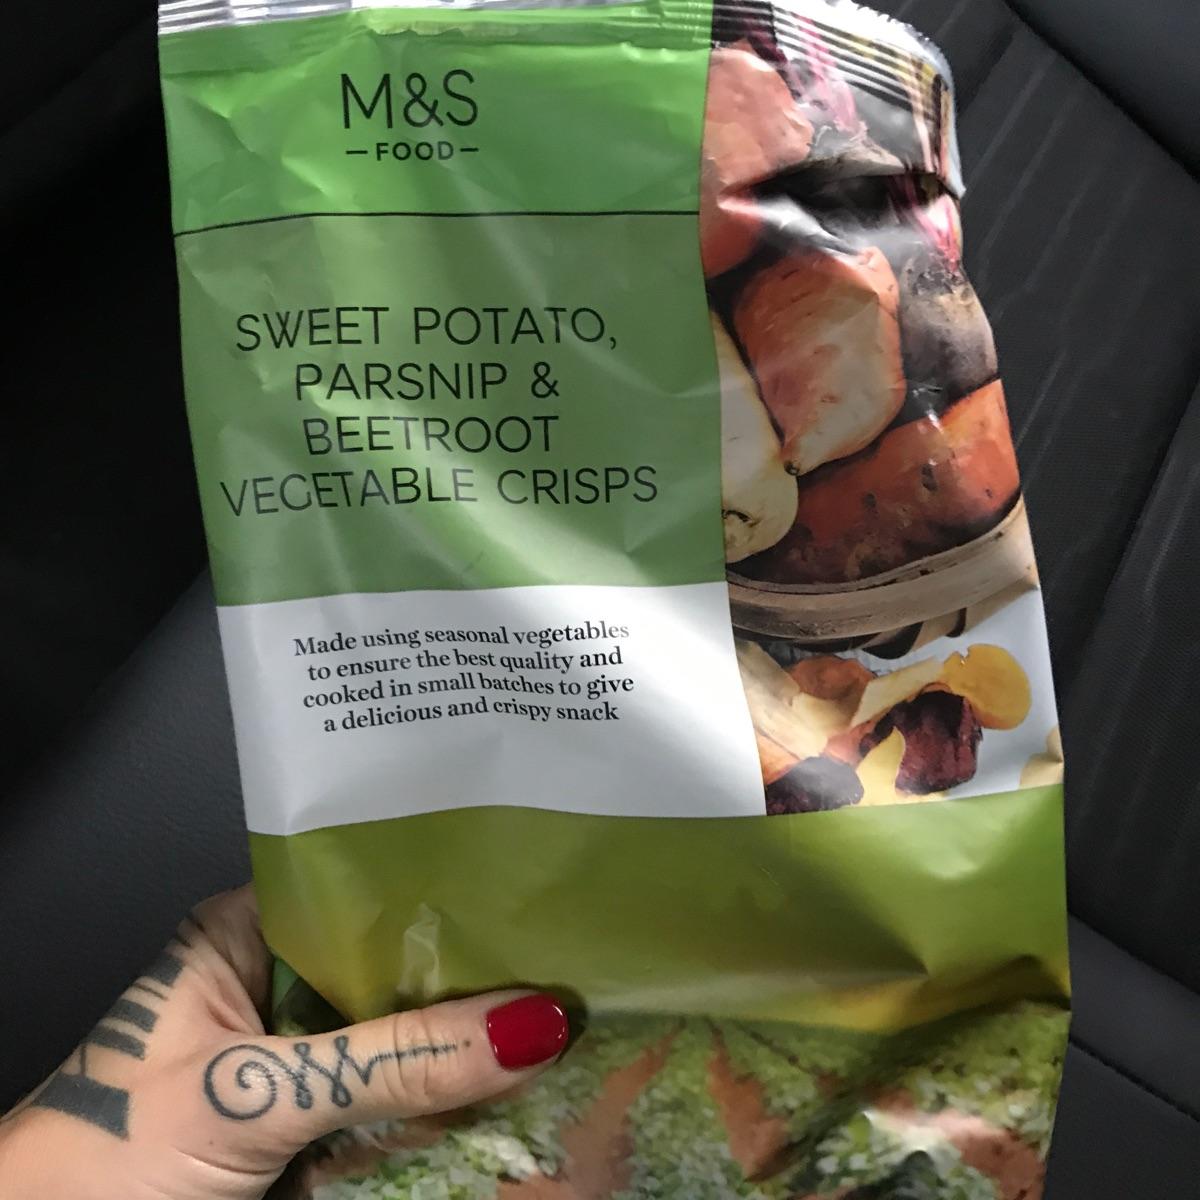 M&S
FOOD
SWEET POTATO,
PARSNIP &
BEETROOT
VEGETABLE CRISPS
Made using seasonal vegetables
to ensure the best quality and
cooked in small batches to give
a delicious and crispy snack